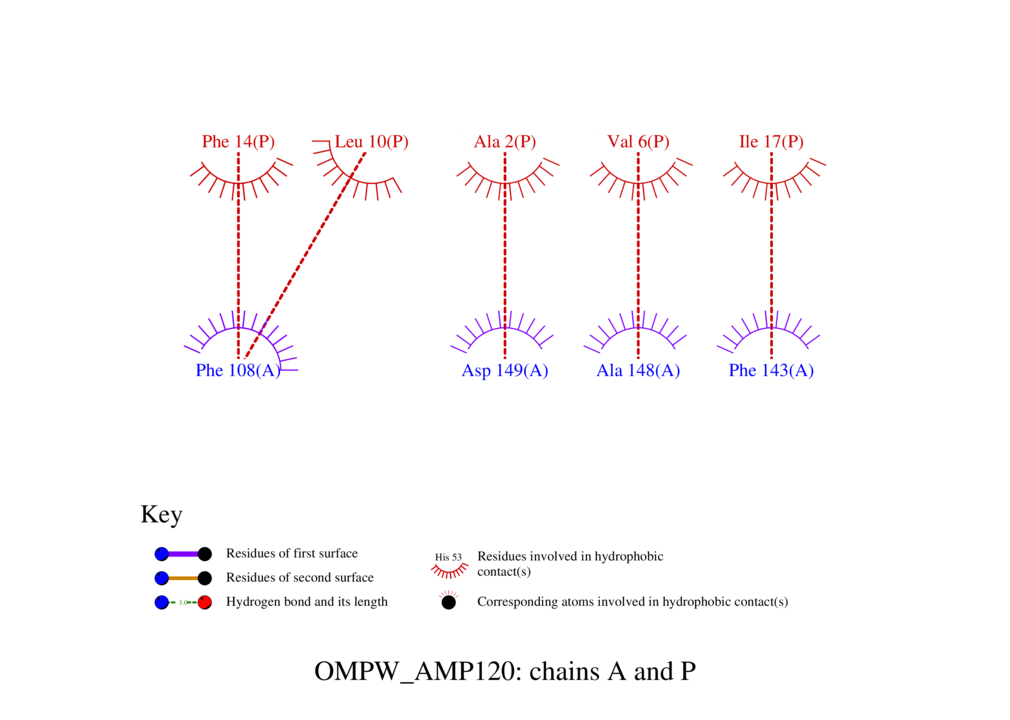 Phe 14(P)
Leu 10(P)
Ala 2(P)
Val 6(P)
Ile 17(P)
Phe 108(A)
Asp 149(A)
Ala 148(A)
Phe 143(A)
Key
Residues of first surface
Residues of second surface
3.0
Hydrogen bond and its length
His 53
Residues involved in hydrophobic
contact(s)
Corresponding atoms involved in hydrophobic contact(s)
OMPW_AMP120: chains A and P